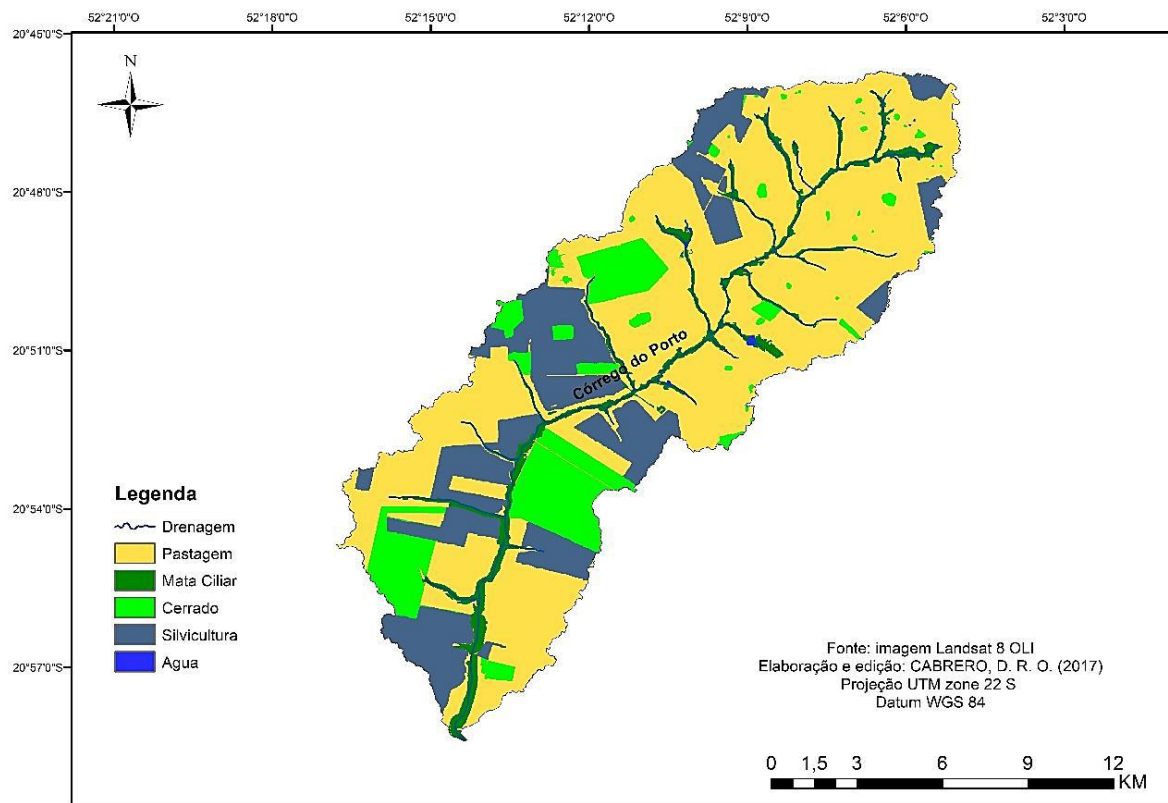 52°21'0"O 52°18'0"O 52°15'0"O 52°12'0"O 52°9'0"O 52°6'0"O 52°3'0"O
20°45'0"S
N
20°48'0"S
20°51'0"S
Córrego do Porto
20°54'0"S
20°57'0"S
Legenda
Drenagem
Pastagem
Mata Ciliar
Cerrado
Silvicultura
Agua
Fonte: imagem Landsat 8 OLI
Elaboração e edição: CABRERO, D. R. O. (2017)
Projeção UTM zone 22 S
Datum WGS 84
0 1,5 3 6 9 12
KM